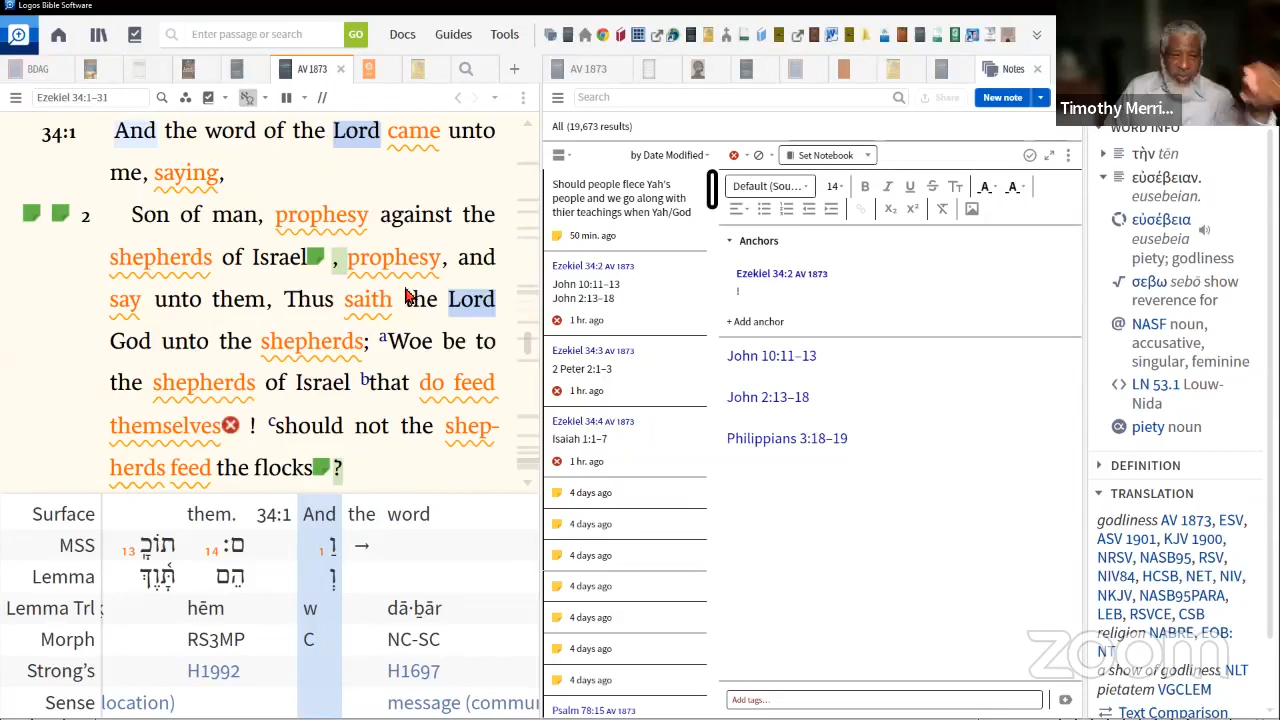 Logos Bible Software
Enter passage or search
GO
Docs
Guides
Tools
BDAG
AV 1873
AV 1873
Notes
Ezekiel 34:1–31
Search
Share
New note
All (19,673 results)
by Date Modified
Set Notebook
34:1 And the word of the Lord came unto
me, saying,
2 Son of man, prophesy against the
shepherds of Israel , prophesy, and
say unto them, Thus saith the Lord
God unto the shepherds; aWoe be to
the shepherds of Israel bthat do feed
themselves ! cshould not the shep-
herds feed the flocks ?
Surface them. 34:1 And the word
MSS 13 תוֹכָֽ 14 ם׃ 1 וַ →
Lemma תָּ֫וֶךְ הֵם וְ
Lemma Trl hēm w dā·ḇār
Morph RS3MP C NC-SC
Strong's H1992 H1697
Sense location) message (commu
Should people flece Yah's
people and we go along with
thier teachings when Yah/God
50 min. ago
Ezekiel 34:2 AV 1873
John 10:11–13
John 2:13–18
1 hr. ago
Ezekiel 34:3 AV 1873
2 Peter 2:1–3
1 hr. ago
Ezekiel 34:4 AV 1873
Isaiah 1:1–7
1 hr. ago
4 days ago
4 days ago
4 days ago
4 days ago
4 days ago
4 days ago
4 days ago
Psalm 78:15 AV 1873
Default (Sou...
14
B I U S
Anchors
Ezekiel 34:2 AV 1873
!
+ Add anchor
John 10:11–13
John 2:13–18
Philippians 3:18–19
Add tags...
Timothy Merri...
WORD INFO
τὴν tēn
εὐσέβειαν.
eusebeian.
εὐσέβεια
eusebeia
piety; godliness
σεβω sebō show
reverence for
NASF noun,
accusative,
singular, feminine
LN 53.1 Louw-
Nida
piety noun
DEFINITION
TRANSLATION
godliness AV 1873, ESV,
ASV 1901, KJV 1900,
NRSV, NASB95, RSV,
NIV84, HCSB, NET, NIV,
NKJV, NASB95PARA,
LEB, RSVCE, CSB
religion NABRE, EOB:
NT
a show of godliness NLT
pietatem VGCLEM
Text Comparison
zoom